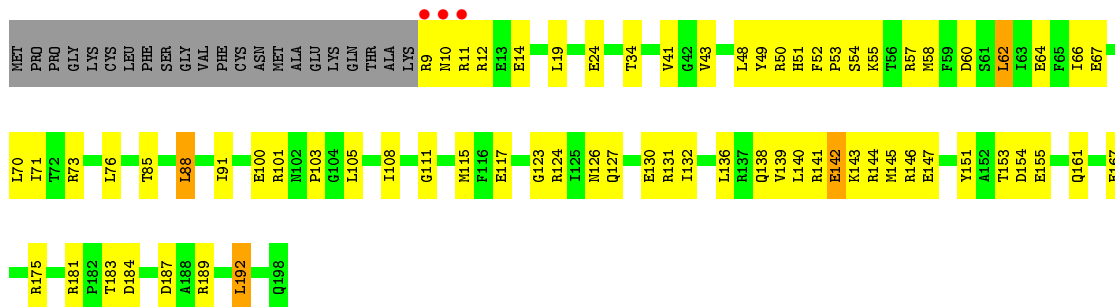 MET PRO PRO GLY LYS CYS LEU PHE SER GLY VAL PHE CYS ASN MET ALA GLU LYS GLN THR ALA LYS R9 N10 R11 R12 E13 E14 L19 E24 T34 V41 G42 V43 L48 Y49 R50 H51 F52 P53 S54 K55 T56 R57 M58 F59 D60 S61 L62 I63 E64 F65 I66 E67
L70 I71 T72 R73 L76 T85 L88 I91 E100 R101 N102 P103 G104 L105 I108 G111 M115 F116 E117 G123 R124 I125 N126 Q127 E130 R131 I132 L136 R137 Q138 V139 L140 R141 E142 K143 R144 M145 R146 E147 Y151 A152 T153 D154 E155 Q161
R175 R181 P182 T183 D184 D187 A188 R189 L192 Q198